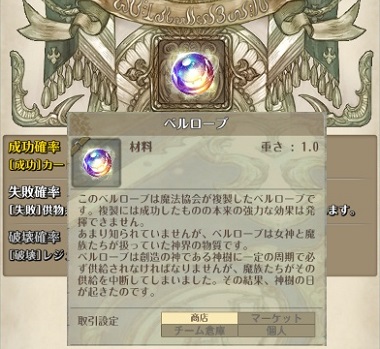 ベルローブ
成功確率
材料
重さ : 1.0
[成功]カー
失敗確率
[失敗]供物
ます。
破壊確率
[破壊]レジ
このベルローブは魔法協会が複製したベルローブで
す。複製には成功したものの本来の強力な効果は発
揮できません。
あまり知られていませんが、ベルローブは女神と魔
族たちが扱っていた神界の物質です。
ベルローブは創造の神である神樹に一定の周期で必
ず供給されなければなりませんが、魔族たちがその
供給を中断してしまいました。その結果、神樹の日
が起きたのです。
取引設定
商店
マーケット
チーム倉庫
個人